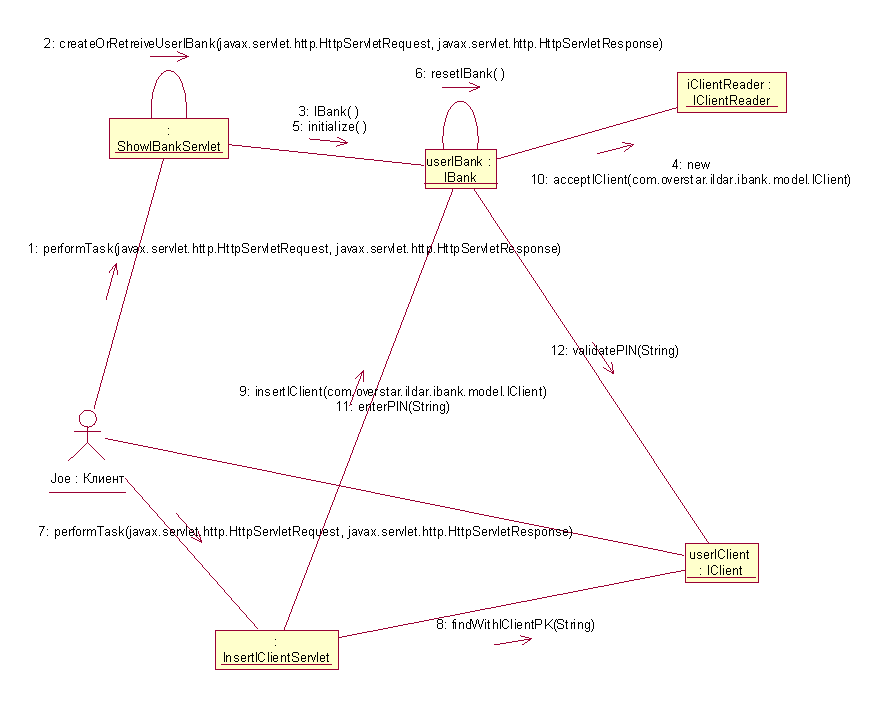 2: createOrRetreiveUserIBank(javax.servlet.http.HttpServletRequest, javax.servlet.http.HttpServletResponse)
6: resetIBank( )
iClientReader :
IClientReader
3: IBank( )
5: initialize( )
:
ShowIBankServlet
userIBank :
IBank
4: new
10: acceptIClient(com.overstar.ildar.ibank.model.IClient)
1: performTask(javax.servlet.http.HttpServletRequest, javax.servlet.http.HttpServletResponse)
12: validatePIN(String)
9: insertIClient(com.overstar.ildar.ibank.model.IClient)
11: enterPIN(String)
Joe : Клиент
7: performTask(javax.servlet.http.HttpServletRequest, javax.servlet.http.HttpServletResponse)
userIClient
: IClient
8: findWithIClientPK(String)
:
InsertIClientServlet